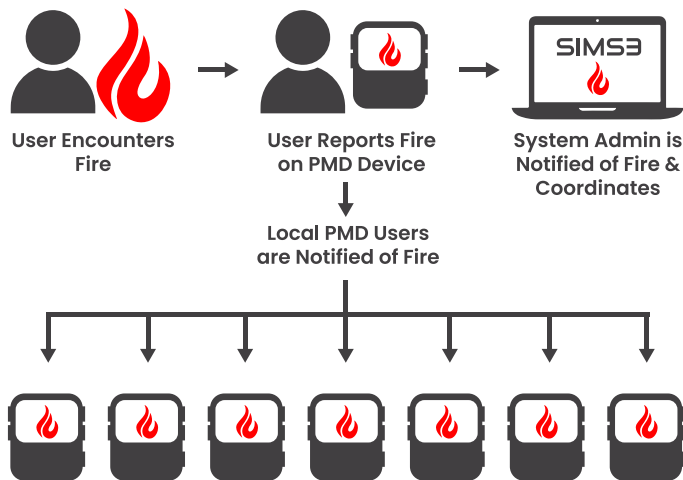 SIMS3
User Encounters
Fire
User Reports Fire
on PMD Device
System Admin is
Notified of Fire &
Coordinates
Local PMD Users
are Notified of Fire